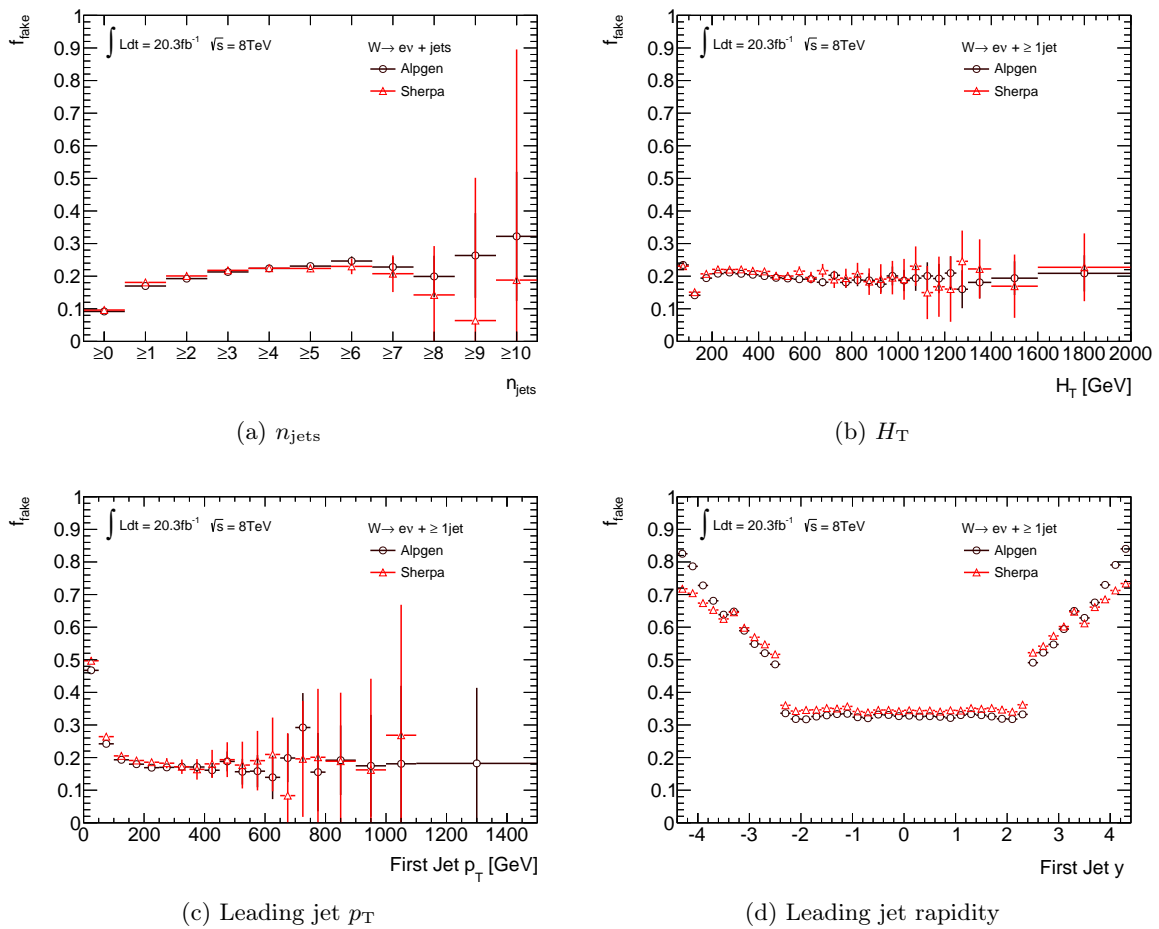 f_fake
∫ Ldt = 20.3fb⁻¹ √s = 8TeV
W→ eν + jets
Alpgen
Sherpa
1
0.9
0.8
0.7
0.6
0.5
0.4
0.3
0.2
0.1
0
≥0 ≥1 ≥2 ≥3 ≥4 ≥5 ≥6 ≥7 ≥8 ≥9 ≥10
n_jets
(a) n_jets
f_fake
∫ Ldt = 20.3fb⁻¹ √s = 8TeV
W→ eν + ≥ 1jet
Alpgen
Sherpa
1
0.9
0.8
0.7
0.6
0.5
0.4
0.3
0.2
0.1
0
200 400 600 800 1000 1200 1400 1600 1800 2000
H_T [GeV]
(b) H_T
f_fake
∫ Ldt = 20.3fb⁻¹ √s = 8TeV
W→ eν + ≥ 1jet
Alpgen
Sherpa
1
0.9
0.8
0.7
0.6
0.5
0.4
0.3
0.2
0.1
0
0 200 400 600 800 1000 1200 1400
First Jet p_T [GeV]
(c) Leading jet p_T
f_fake
∫ Ldt = 20.3fb⁻¹ √s = 8TeV
W→ eν + ≥ 1jet
Alpgen
Sherpa
1
0.9
0.8
0.7
0.6
0.5
0.4
0.3
0.2
0.1
0
-4 -3 -2 -1 0 1 2 3 4
First Jet y
(d) Leading jet rapidity